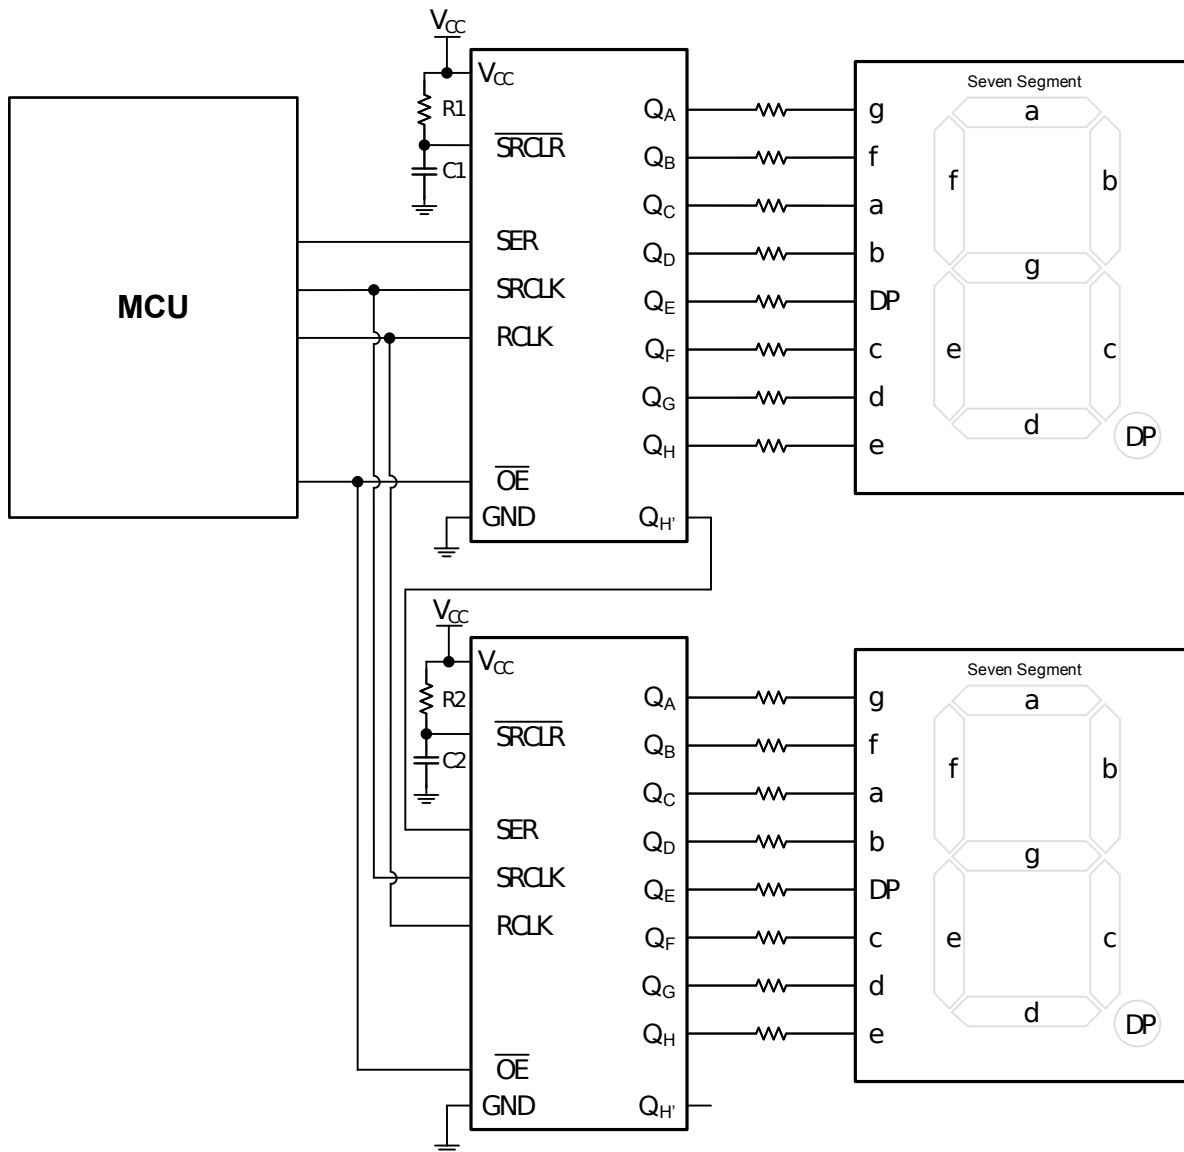 VCC
VCC
R1
SRCLR
C1
SER
SRCLK
RCLK
OE
GND
QA
QB
QC
QD
QE
QF
QG
QH
QH'
MCU
g
f
a
b
DP
c
d
e
Seven Segment
a
f
b
g
e
c
d
DP
VCC
VCC
R2
SRCLR
C2
SER
SRCLK
RCLK
OE
GND
QA
QB
QC
QD
QE
QF
QG
QH
QH'
g
f
a
b
DP
c
d
e
Seven Segment
a
f
b
g
e
c
d
DP